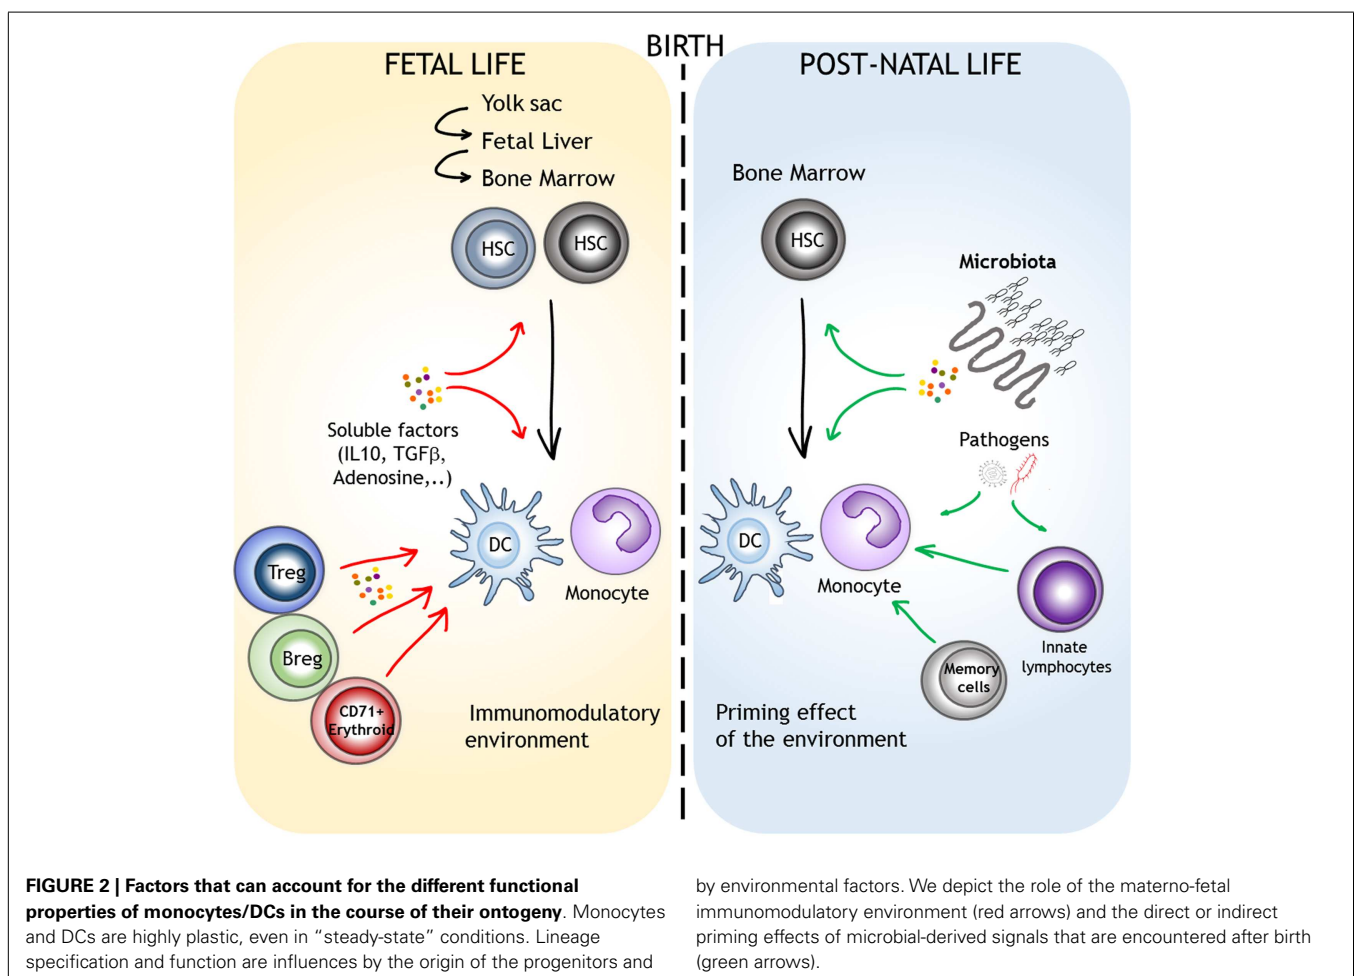 BIRTH
FETAL LIFE
Yolk sac
Fetal Liver
Bone Marrow
HSC
HSC
Soluble factors
(IL10, TGFβ,
Adenosine,..)
DC
Monocyte
Treg
Breg
CD71+
Erythroid
Immunomodulatory
environment
POST-NATAL LIFE
Bone Marrow
HSC
Microbiota
Pathogens
DC
Monocyte
Innate
lymphocytes
Memory
cells
Priming effect
of the environment
FIGURE 2 | Factors that can account for the different functional
properties of monocytes/DCs in the course of their ontogeny. Monocytes
and DCs are highly plastic, even in “steady-state” conditions. Lineage
specification and function are influences by the origin of the progenitors and
by environmental factors. We depict the role of the materno-fetal
immunomodulatory environment (red arrows) and the direct or indirect
priming effects of microbial-derived signals that are encountered after birth
(green arrows).